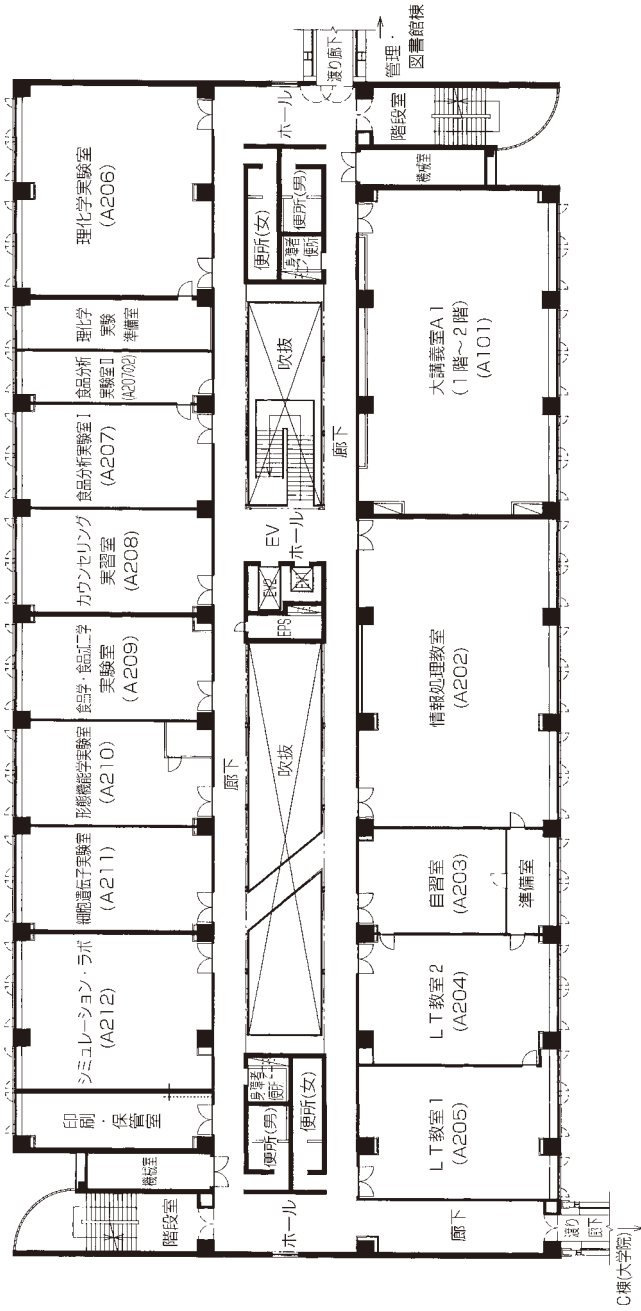 管理・
図書館棟
渡り廊下
ホール
階段室
機械室
便所(女)
便所(男)
身障者
便所
理化学実験室
(A206)
理化学
実験
準備室
食品分析
実験室Ⅱ
(A207の2)
食品分析実験室Ⅰ
(A207)
カウンセリング
実習室
(A208)
食品学・食品加工学
実験室
(A209)
形態機能学実験室
(A210)
細胞遺伝子実験室
(A211)
シミュレーション・ラボ
(A212)
印刷・保管室
機械室
階段室
吹抜
廊下
EV
ホール
EV2
EPS
廊下
吹抜
身障者
便所
便所(男)
便所(女)
ホール
大講義室A1
(1階～2階)
(A101)
情報処理教室
(A202)
自習室
(A203)
準備室
LT教室2
(A204)
LT教室1
(A205)
廊下
渡り
廊下
C棟(大学院)